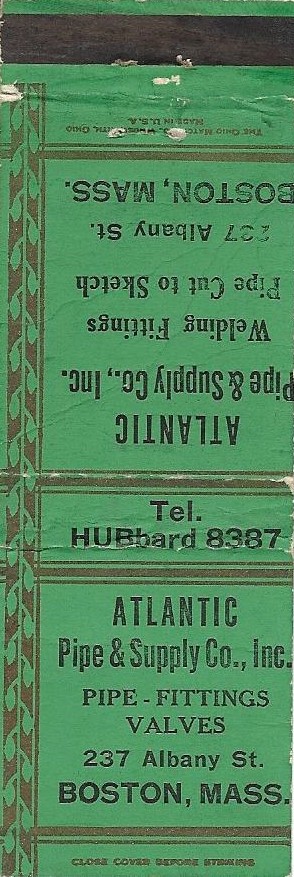 THE OHIO MATCH CO., WADSWORTH, OHIO
MADE IN U.S.A.
ATLANTIC
Pipe & Supply Co., Inc.
Welding Fittings
Pipe Cut to Sketch
237 Albany St.
BOSTON, MASS.
Tel.
HUBbard 8387
ATLANTIC
Pipe & Supply Co., Inc.
PIPE - FITTINGS
VALVES
237 Albany St.
BOSTON, MASS.
CLOSE COVER BEFORE STRIKING